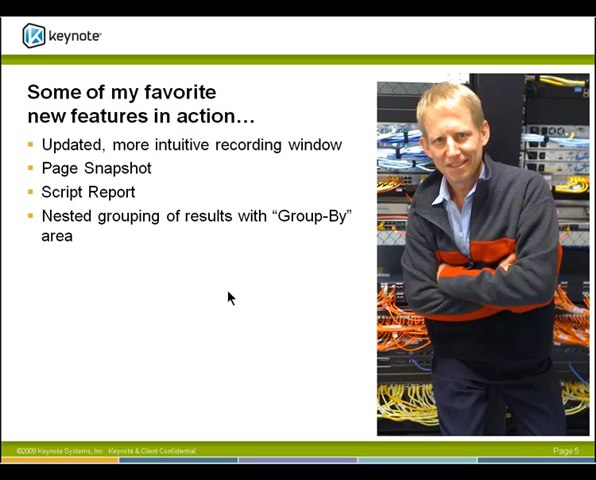 keynote
Some of my favorite
new features in action…
Updated, more intuitive recording window
Page Snapshot
Script Report
Nested grouping of results with “Group-By”
area
©2009 Keynote Systems, Inc. Keynote & Client Confidential
Page 5